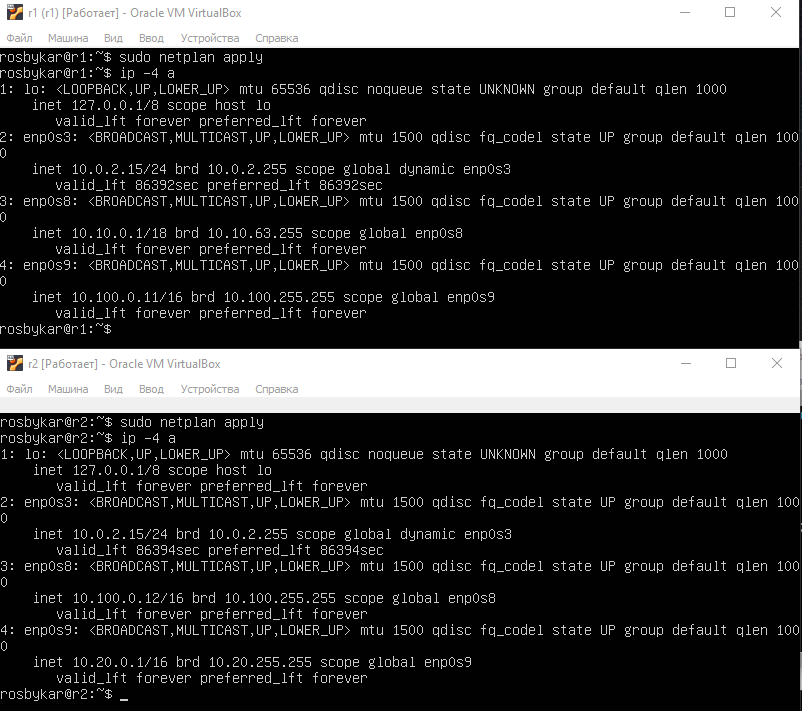 r1 (r1) [Работает] - Oracle VM VirtualBox
Файл Машина Вид Ввод Устройства Справка
rosbykar@r1:~$ sudo netplan apply
rosbykar@r1:~$ ip -4 a
1: lo: <LOOPBACK,UP,LOWER_UP> mtu 65536 qdisc noqueue state UNKNOWN group default qlen 1000
    inet 127.0.0.1/8 scope host lo
       valid_lft forever preferred_lft forever
2: enp0s3: <BROADCAST,MULTICAST,UP,LOWER_UP> mtu 1500 qdisc fq_codel state UP group default qlen 100
0
    inet 10.0.2.15/24 brd 10.0.2.255 scope global dynamic enp0s3
       valid_lft 86392sec preferred_lft 86392sec
3: enp0s8: <BROADCAST,MULTICAST,UP,LOWER_UP> mtu 1500 qdisc fq_codel state UP group default qlen 100
0
    inet 10.10.0.1/18 brd 10.10.63.255 scope global enp0s8
       valid_lft forever preferred_lft forever
4: enp0s9: <BROADCAST,MULTICAST,UP,LOWER_UP> mtu 1500 qdisc fq_codel state UP group default qlen 100
0
    inet 10.100.0.11/16 brd 10.100.255.255 scope global enp0s9
       valid_lft forever preferred_lft forever
rosbykar@r1:~$
r2 [Работает] - Oracle VM VirtualBox
Файл Машина Вид Ввод Устройства Справка
rosbykar@r2:~$ sudo netplan apply
rosbykar@r2:~$ ip -4 a
1: lo: <LOOPBACK,UP,LOWER_UP> mtu 65536 qdisc noqueue state UNKNOWN group default qlen 1000
    inet 127.0.0.1/8 scope host lo
       valid_lft forever preferred_lft forever
2: enp0s3: <BROADCAST,MULTICAST,UP,LOWER_UP> mtu 1500 qdisc fq_codel state UP group default qlen 100
0
    inet 10.0.2.15/24 brd 10.0.2.255 scope global dynamic enp0s3
       valid_lft 86394sec preferred_lft 86394sec
3: enp0s8: <BROADCAST,MULTICAST,UP,LOWER_UP> mtu 1500 qdisc fq_codel state UP group default qlen 100
0
    inet 10.100.0.12/16 brd 10.100.255.255 scope global enp0s8
       valid_lft forever preferred_lft forever
4: enp0s9: <BROADCAST,MULTICAST,UP,LOWER_UP> mtu 1500 qdisc fq_codel state UP group default qlen 100
0
    inet 10.20.0.1/16 brd 10.20.255.255 scope global enp0s9
       valid_lft forever preferred_lft forever
rosbykar@r2:~$ _